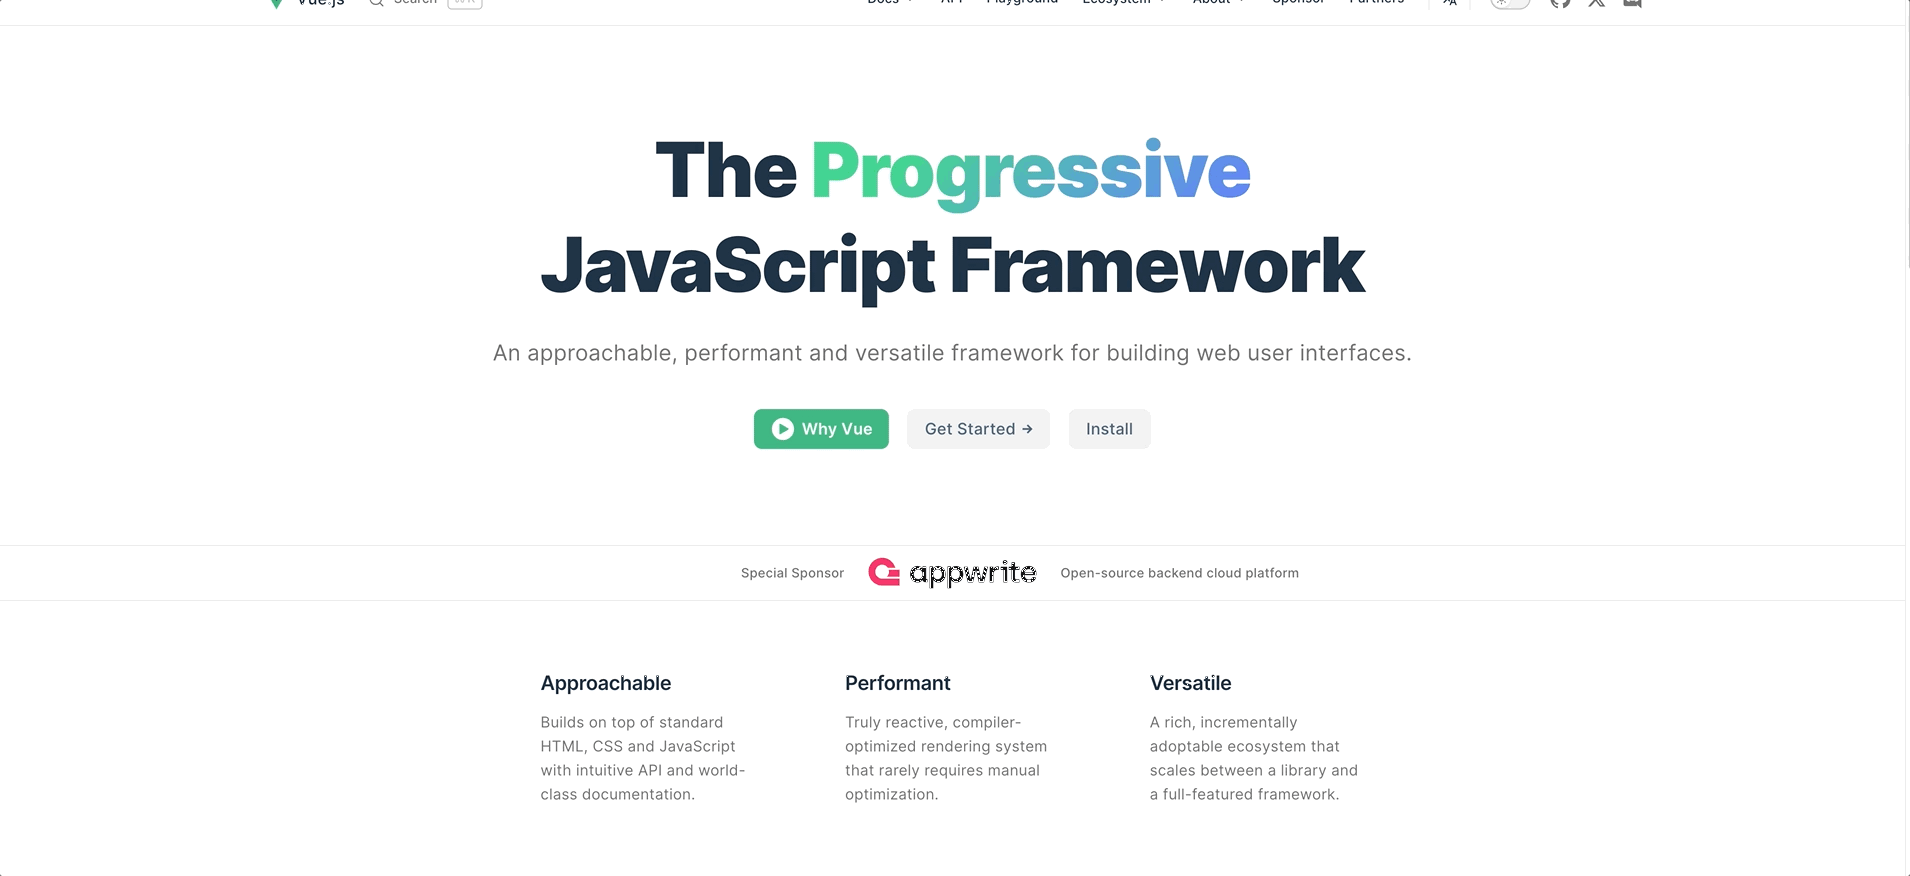 Vue.js Search ⌘K Docs API Playground Ecosystem About Sponsor Partners
The Progressive
JavaScript Framework
An approachable, performant and versatile framework for building web user interfaces.
Why Vue Get Started → Install
Special Sponsor appwrite Open-source backend cloud platform
Approachable
Builds on top of standard
HTML, CSS and JavaScript
with intuitive API and world-
class documentation.
Performant
Truly reactive, compiler-
optimized rendering system
that rarely requires manual
optimization.
Versatile
A rich, incrementally
adoptable ecosystem that
scales between a library and
a full-featured framework.